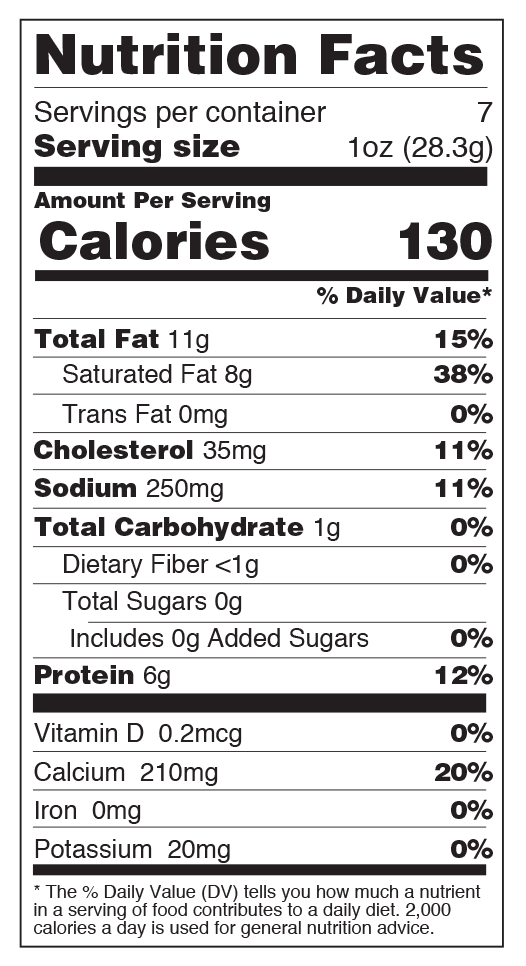 Nutrition Facts
Servings per container 7
Serving size 1oz (28.3g)
Amount Per Serving
Calories 130
% Daily Value*
Total Fat 11g 15%
Saturated Fat 8g 38%
Trans Fat 0mg 0%
Cholesterol 35mg 11%
Sodium 250mg 11%
Total Carbohydrate 1g 0%
Dietary Fiber <1g 0%
Total Sugars 0g
Includes 0g Added Sugars 0%
Protein 6g 12%
Vitamin D 0.2mcg 0%
Calcium 210mg 20%
Iron 0mg 0%
Potassium 20mg 0%
* The % Daily Value (DV) tells you how much a nutrient
in a serving of food contributes to a daily diet. 2,000
calories a day is used for general nutrition advice.